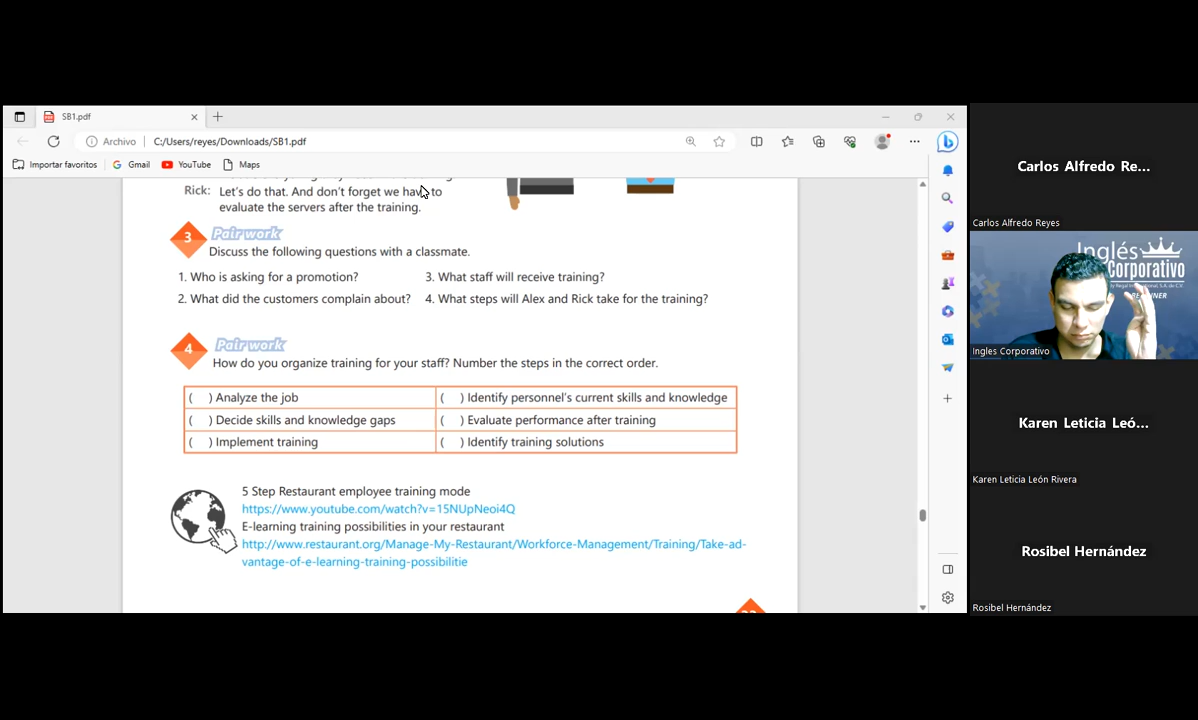 SB1.pdf
Archivo
C:/Users/reyes/Downloads/SB1.pdf
Importar favoritos
Gmail
YouTube
Maps
Rick: Let's do that. And don't forget we have to
evaluate the servers after the training.
3 Pair work
Discuss the following questions with a classmate.
1. Who is asking for a promotion? 3. What staff will receive training?
2. What did the customers complain about? 4. What steps will Alex and Rick take for the training?
4 Pair work
How do you organize training for your staff? Number the steps in the correct order.
( ) Analyze the job ( ) Identify personnel's current skills and knowledge
( ) Decide skills and knowledge gaps ( ) Evaluate performance after training
( ) Implement training ( ) Identify training solutions
5 Step Restaurant employee training mode
https://www.youtube.com/watch?v=15NUpNeoi4Q
E-learning training possibilities in your restaurant
http://www.restaurant.org/Manage-My-Restaurant/Workforce-Management/Training/Take-ad-
vantage-of-e-learning-training-possibilitie
Carlos Alfredo Re...
Carlos Alfredo Reyes
Inglés
Corporativo
by Regal International, S.A. de C.V.
Ingles Corporativo
Karen Leticia Leó...
Karen Leticia León Rivera
Rosibel Hernández
Rosibel Hernández